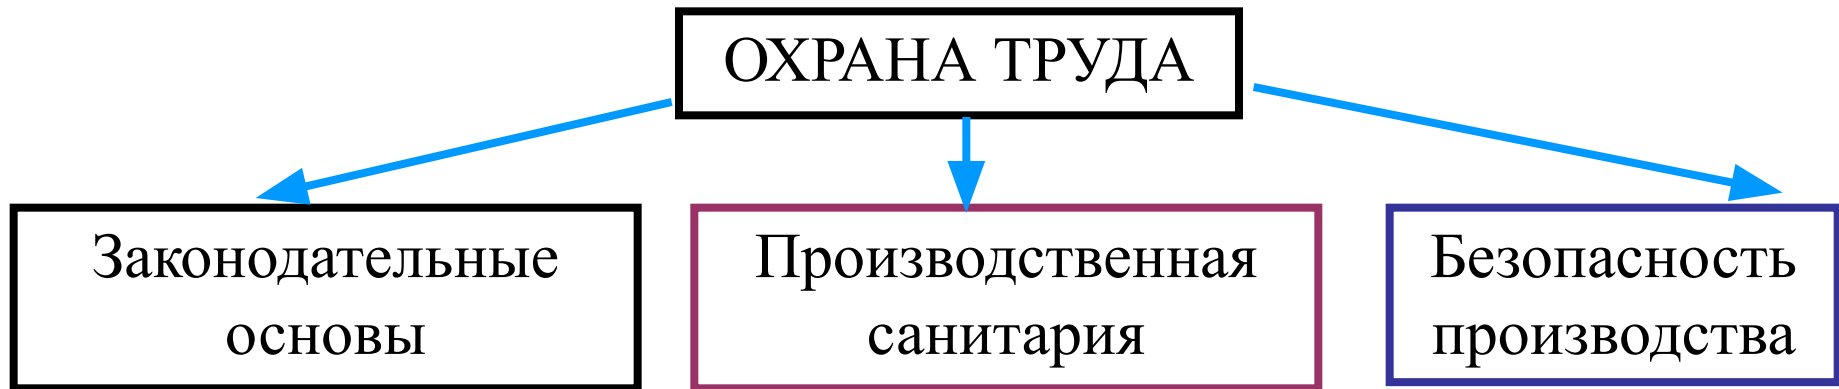 ОХРАНА ТРУДА
Законодательные
основы
Производственная
санитария
Безопасность
производства